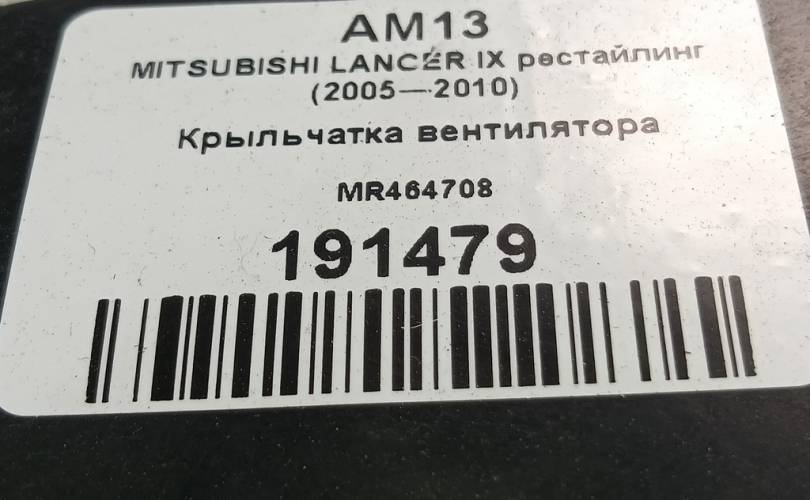 AM13
MITSUBISHI LANCER IX рестайлинг
(2005—2010)
Крыльчатка вентилятора
MR464708
191479